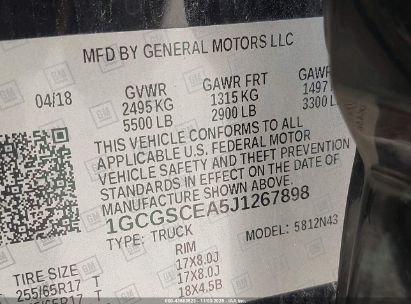 MFD BY GENERAL MOTORS LLC
04/18 GVWR GAWR FRT GAWR
2495 KG 1315 KG 1497
5500 LB 2900 LB 3300 LB
THIS VEHICLE CONFORMS TO ALL
APPLICABLE U.S. FEDERAL MOTOR
VEHICLE SAFETY AND THEFT PREVENTION
STANDARDS IN EFFECT ON THE DATE OF
MANUFACTURE SHOWN ABOVE.
1GCGSCEA5J1267898
TYPE: TRUCK MODEL: 5812N43
TIRE SIZE RIM
255/65R17 T 17X8.0J
17X8.0J
18X4.5B